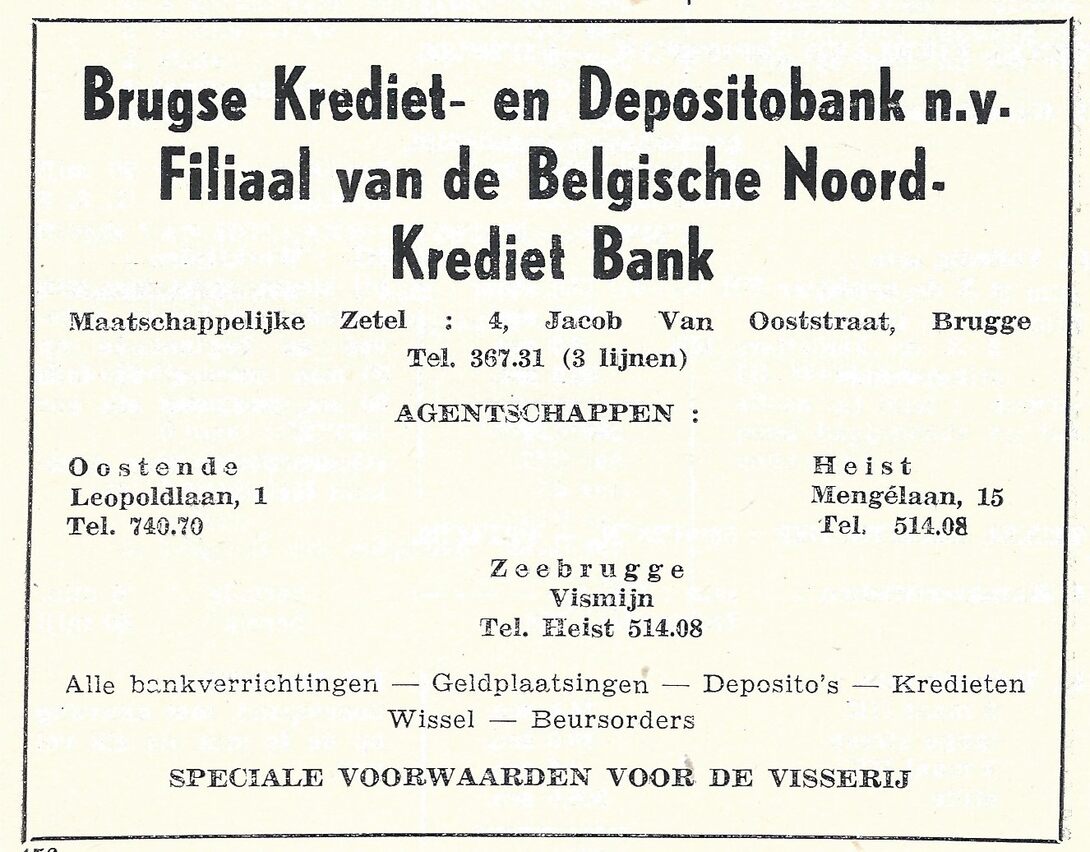 Brugse Krediet- en Depositobank n.v.
Filiaal van de Belgische Noord-
Krediet Bank
Maatschappelijke Zetel : 4, Jacob Van Ooststraat, Brugge
Tel. 367.31 (3 lijnen)
AGENTSCHAPPEN :
Oostende
Leopoldlaan, 1
Tel. 740.70
Heist
Mengélaan, 15
Tel. 514.08
Zeebrugge
Vismijn
Tel. Heist 514.08
Alle bankverrichtingen — Geldplaatsingen — Deposito's — Kredieten
Wissel — Beursorders
SPECIALE VOORWAARDEN VOOR DE VISSERIJ